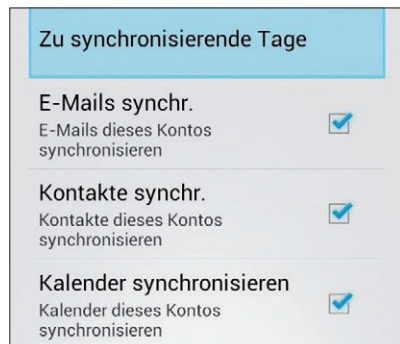 Zu synchronisierende Tage
E-Mails synchr.
E-Mails dieses Kontos
synchronisieren
Kontakte synchr.
Kontakte dieses Kontos
synchronisieren
Kalender synchronisieren
Kalender dieses Kontos
synchronisieren